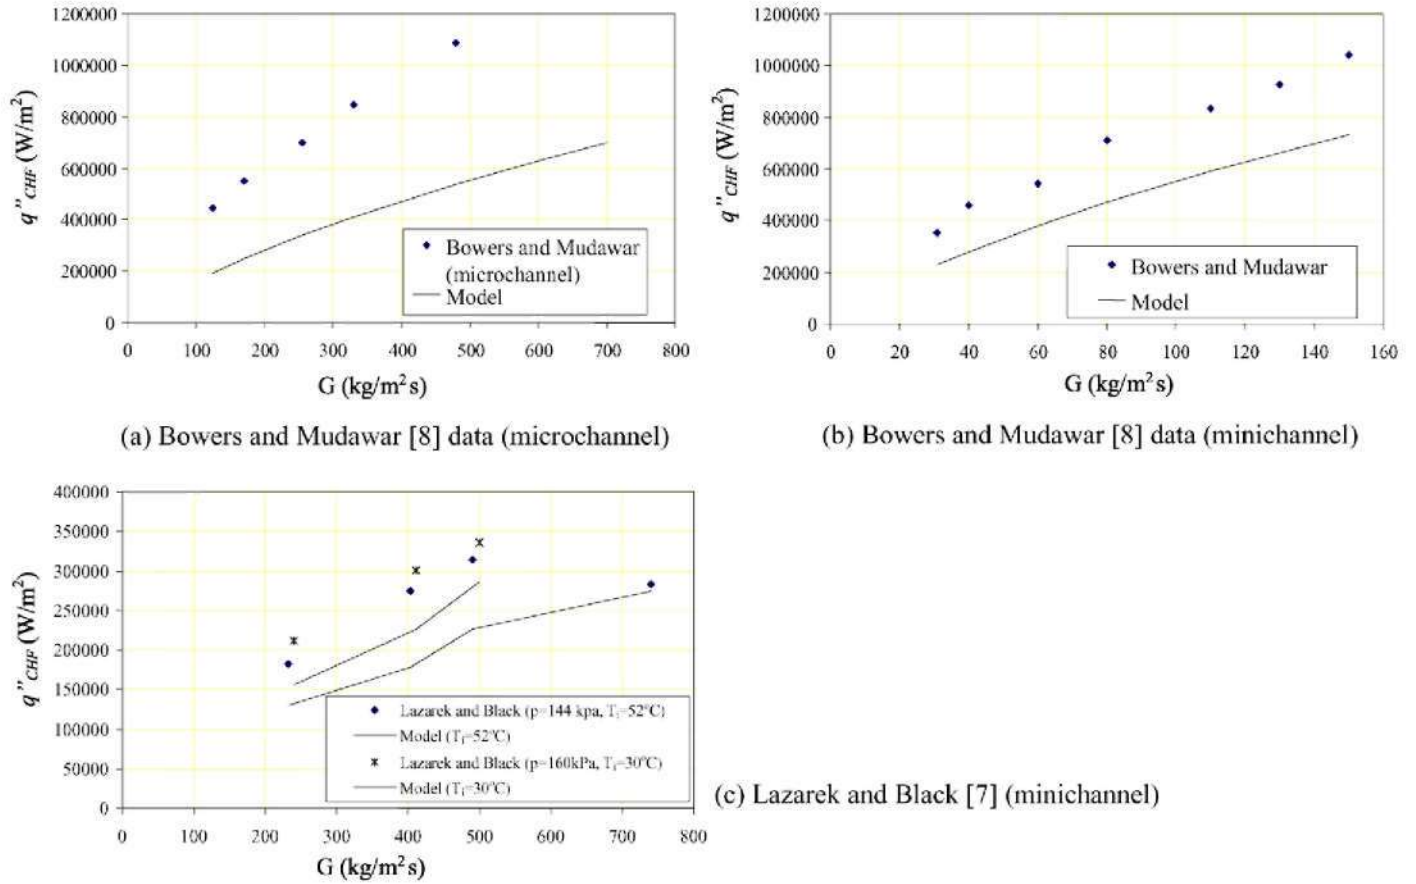 1200000
1000000
800000
600000
400000
200000
0
0 100 200 300 400 500 600 700 800
q"CHF (W/m²)
G (kg/m²s)
Bowers and Mudawar
(microchannel)
Model
(a) Bowers and Mudawar [8] data (microchannel)
1200000
1000000
800000
600000
400000
200000
0
0 20 40 60 80 100 120 140 160
q"CHF (W/m²)
G (kg/m²s)
Bowers and Mudawar
Model
(b) Bowers and Mudawar [8] data (minichannel)
400000
350000
300000
250000
200000
150000
100000
50000
0
0 100 200 300 400 500 600 700 800
q"CHF (W/m²)
G (kg/m²s)
Lazarek and Black (p=144 kpa, Ti=52°C)
Model (Ti=52°C)
Lazarek and Black (p=160kPa, Ti=30°C)
Model (Ti=30°C)
(c) Lazarek and Black [7] (minichannel)